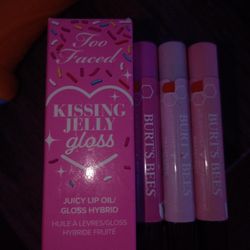 Too
Faced
KISSING
JELLY
gloss
JUICY LIP OIL/
GLOSS HYBRID
HUILE À LÈVRES/GLOSS
HYBRIDE FRUITÉ
BURT'S BEES
BURT'S BEES
BURT'S BEES